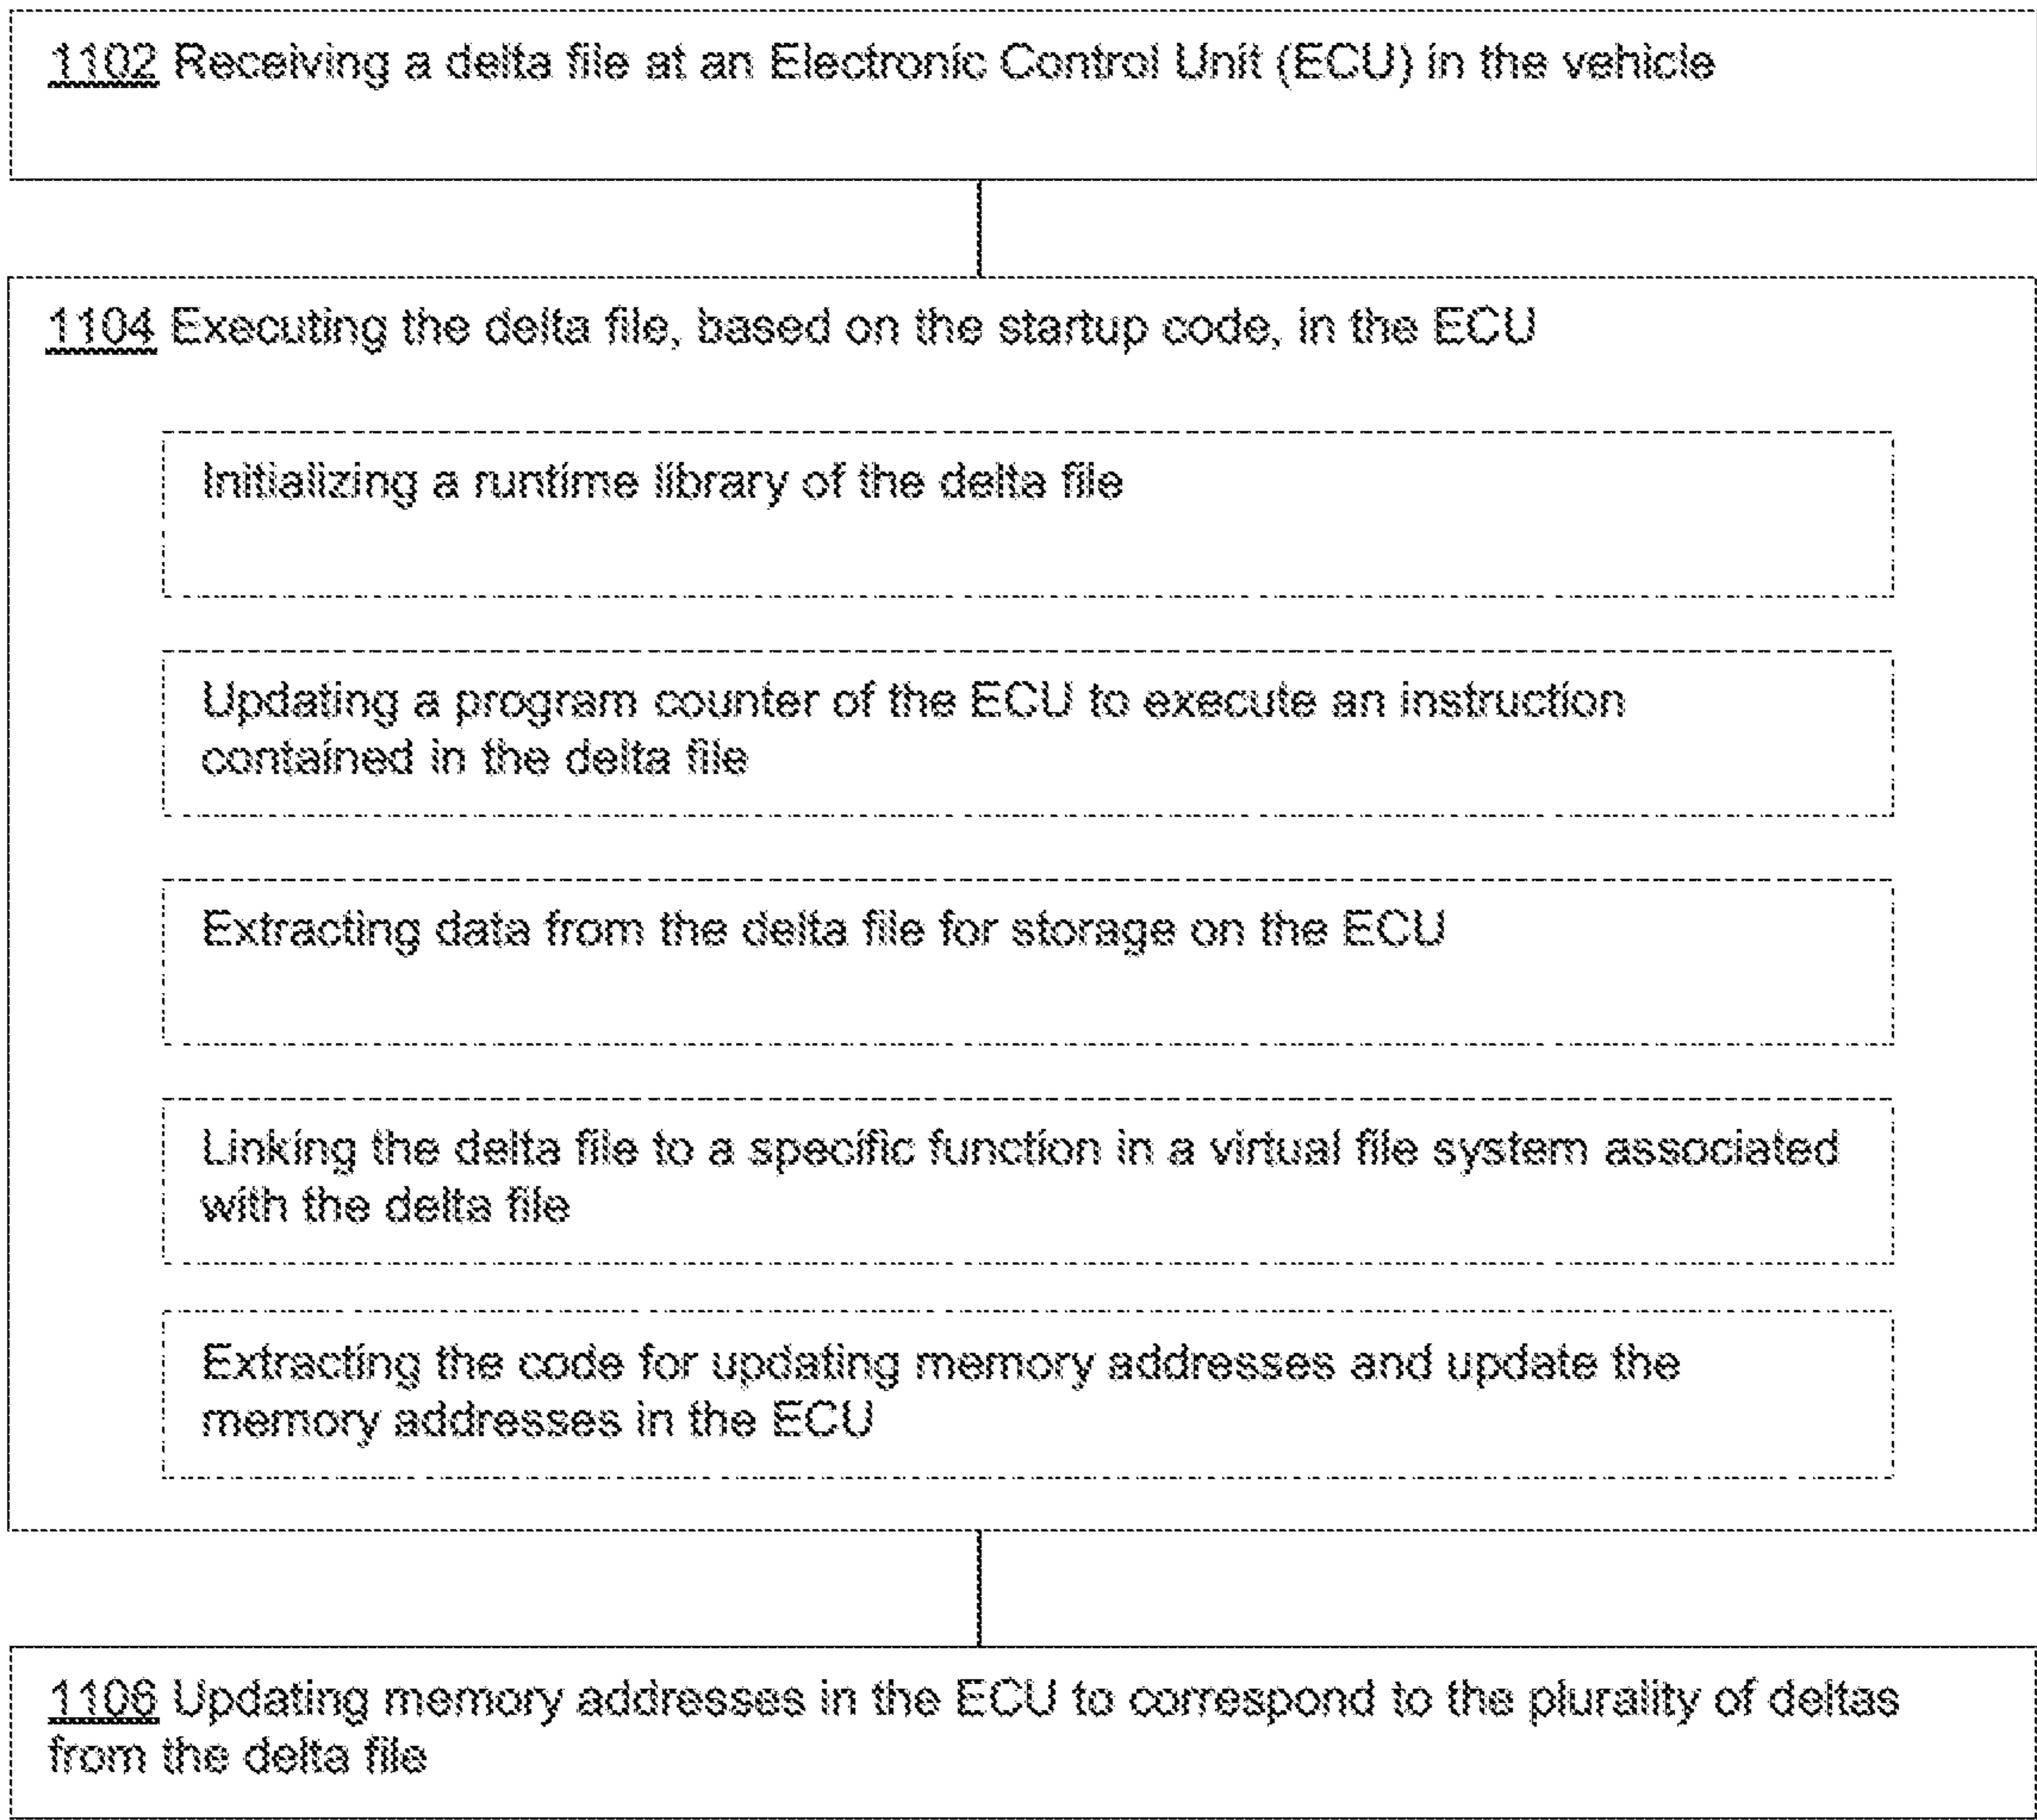 1102 Receiving a delta file at an Electronic Control Unit (ECU) in the vehicle
1104 Executing the delta file, based on the startup code, in the ECU
Initializing a runtime library of the delta file
Updating a program counter of the ECU to execute an instruction
contained in the delta file
Extracting data from the delta file for storage on the ECU
Linking the delta file to a specific function in a virtual file system associated
with the delta file
Extracting the code for updating memory addresses and update the
memory addresses in the ECU
1106 Updating memory addresses in the ECU to correspond to the plurality of deltas
from the delta file